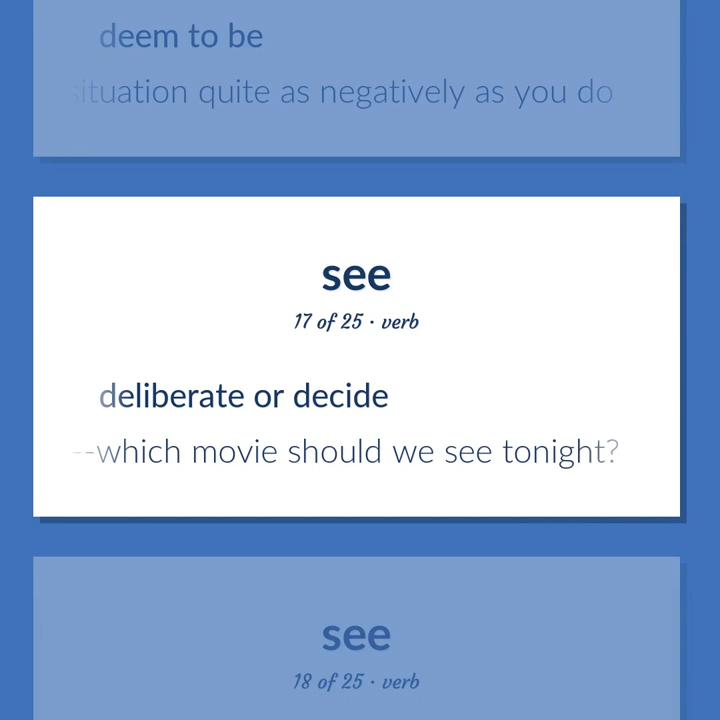 deem to be
situation quite as negatively as you do
see
17 of 25 · verb
deliberate or decide
--which movie should we see tonight?
see
18 of 25 · verb